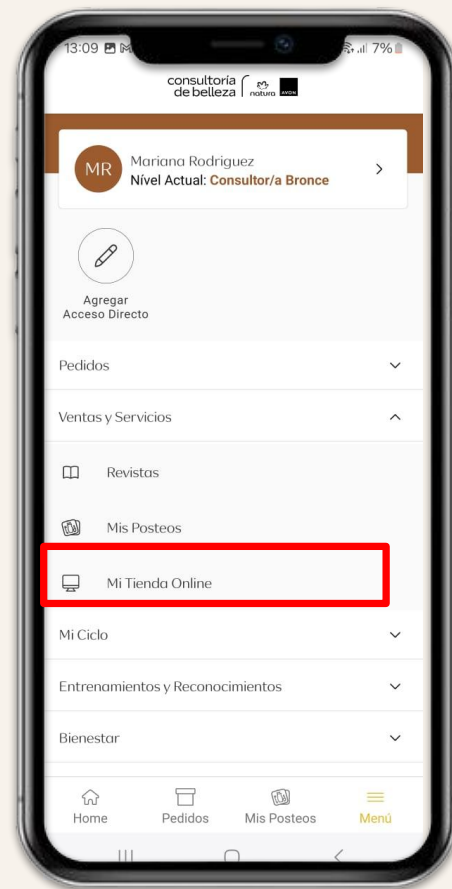 13:09
7%
consultoría
de belleza
natura
AVON
MR
Mariana Rodriguez
Nível Actual: Consultor/a Bronce
Agregar
Acceso Directo
Pedidos
Ventas y Servicios
Revistas
Mis Posteos
Mi Tienda Online
Mi Ciclo
Entrenamientos y Reconocimientos
Bienestar
Home
Pedidos
Mis Posteos
Menú